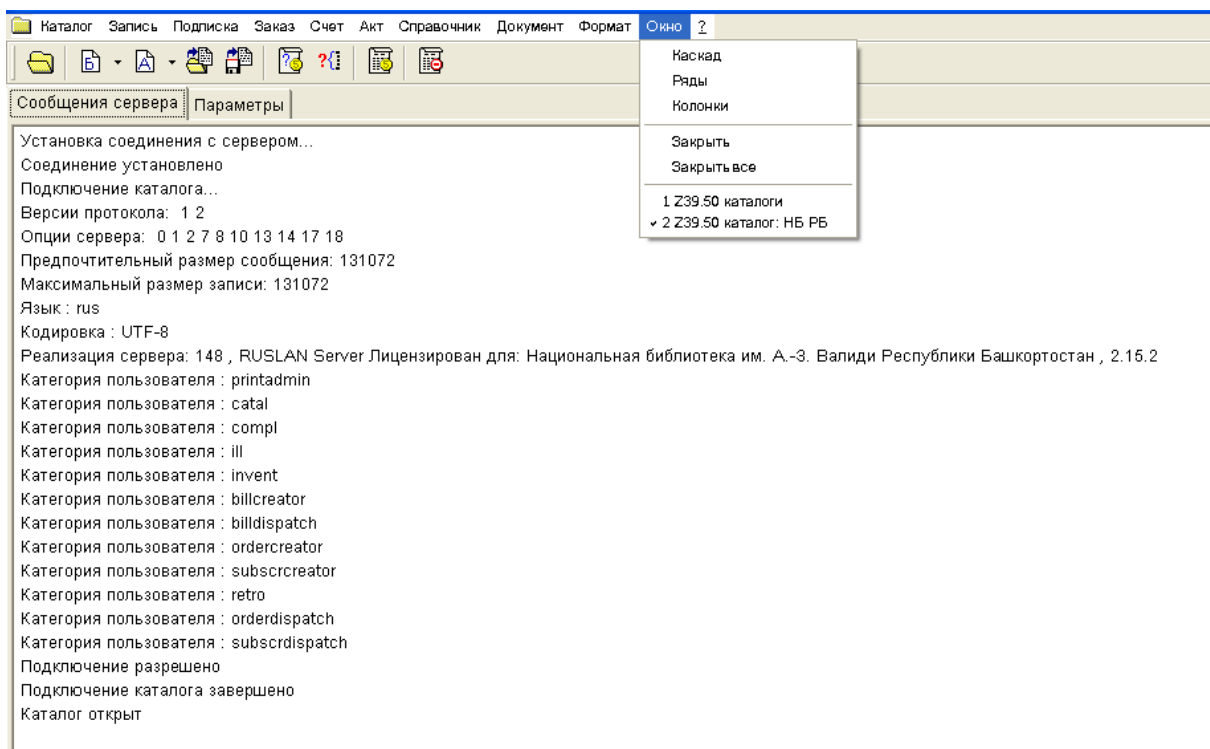 Каталог Запись Подписка Заказ Счет Акт Справочник Документ Формат Окно ?
Каскад
Ряды
Колонки
Закрыть
Закрыть все
1 Z39.50 каталоги
✓ 2 Z39.50 каталог: НБ РБ
Сообщения сервера Параметры
Установка соединения с сервером...
Соединение установлено
Подключение каталога...
Версии протокола: 1 2
Опции сервера: 0 1 2 7 8 10 13 14 17 18
Предпочтительный размер сообщения: 131072
Максимальный размер записи: 131072
Язык : rus
Кодировка : UTF-8
Реализация сервера: 148 , RUSLAN Server Лицензирован для: Национальная библиотека им. А.-З. Валиди Республики Башкортостан , 2.15.2
Категория пользователя : printadmin
Категория пользователя : catal
Категория пользователя : compl
Категория пользователя : ill
Категория пользователя : invent
Категория пользователя : billcreator
Категория пользователя : billdispatch
Категория пользователя : ordercreator
Категория пользователя : subscrcreator
Категория пользователя : retro
Категория пользователя : orderdispatch
Категория пользователя : subscrdispatch
Подключение разрешено
Подключение каталога завершено
Каталог открыт